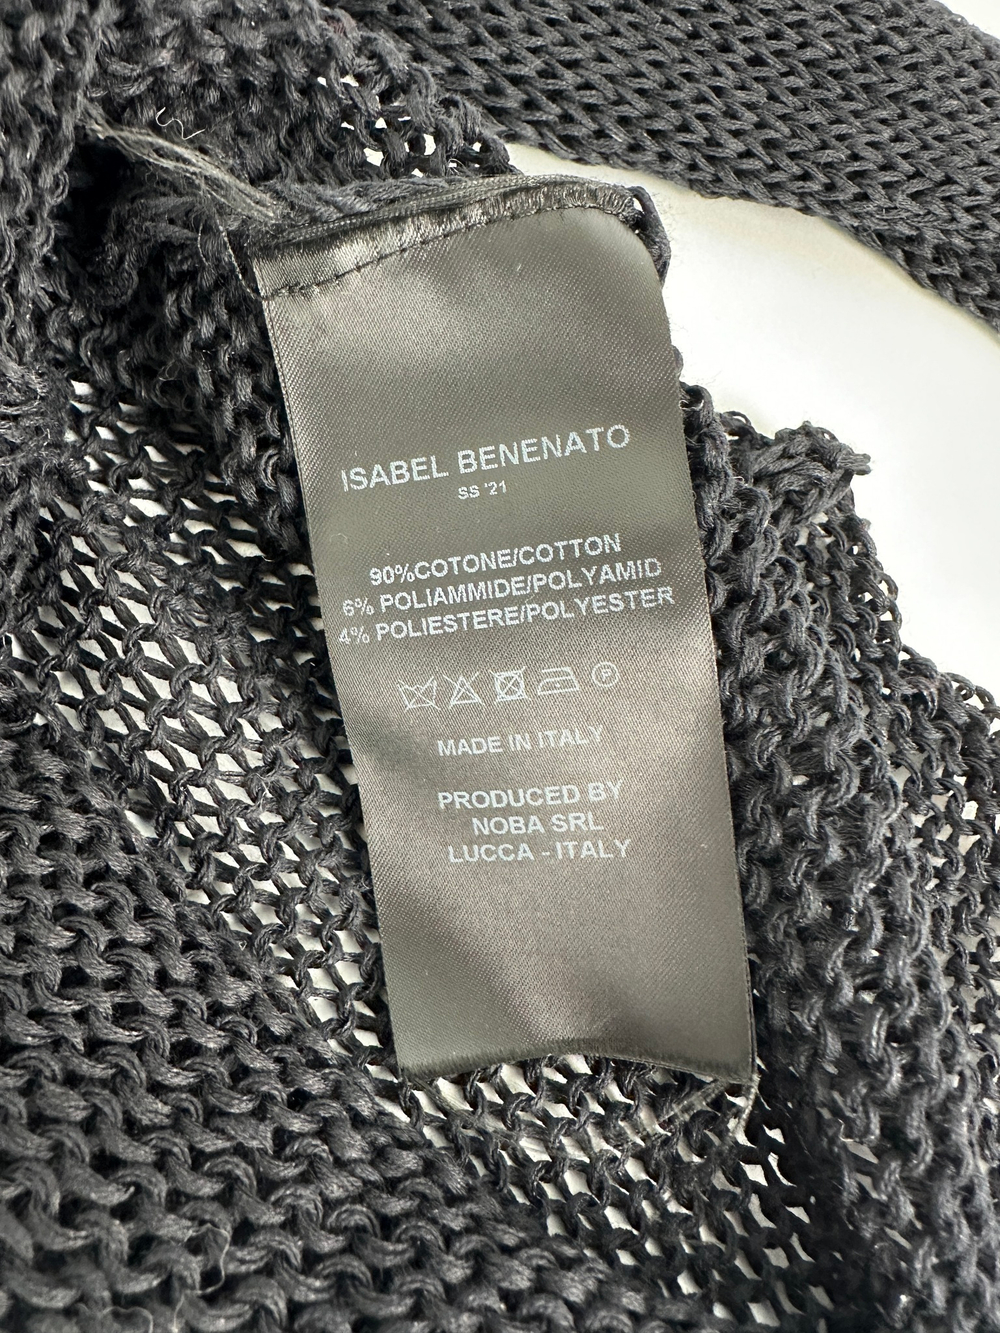 ISABEL BENENATO
SS '21
90%COTONE/COTTON
6% POLIAMMIDE/POLYAMID
4% POLIESTERE/POLYESTER
P
MADE IN ITALY
PRODUCED BY
NOBA SRL
LUCCA - ITALY